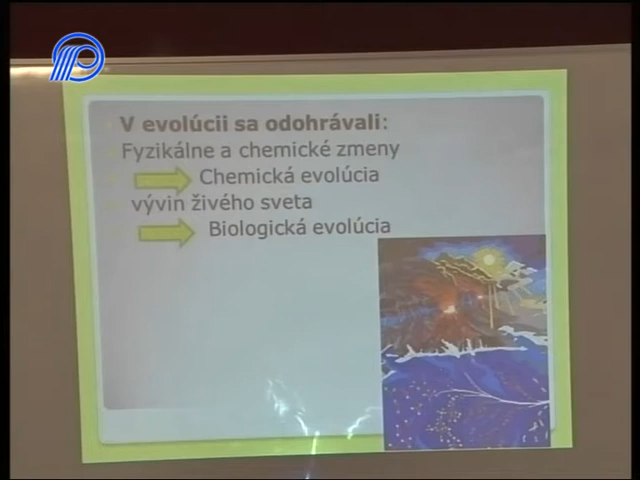 V evolúcii sa odohrávali:
Fyzikálne a chemické zmeny
Chemická evolúcia
vývin živého sveta
Biologická evolúcia